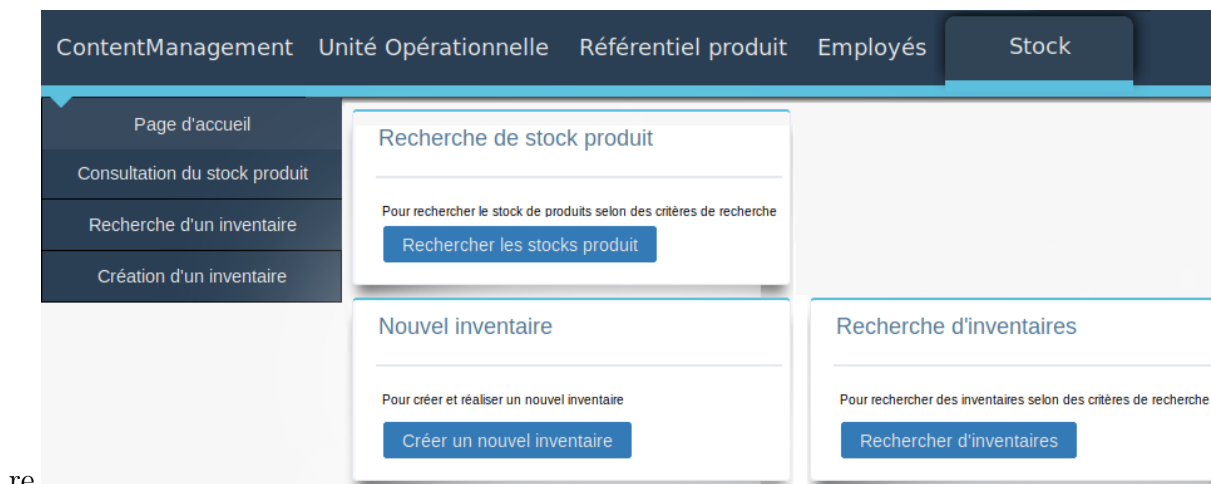 ContentManagement Unité Opérationnelle Référentiel produit Employés Stock
Page d'accueil
Consultation du stock produit
Recherche d'un inventaire
Création d'un inventaire
Recherche de stock produit
Pour rechercher le stock de produits selon des critères de recherche
Rechercher les stocks produit
Nouvel inventaire
Pour créer et réaliser un nouvel inventaire
Créer un nouvel inventaire
Recherche d'inventaires
Pour rechercher des inventaires selon des critères de recherche
Rechercher d'inventaires
re